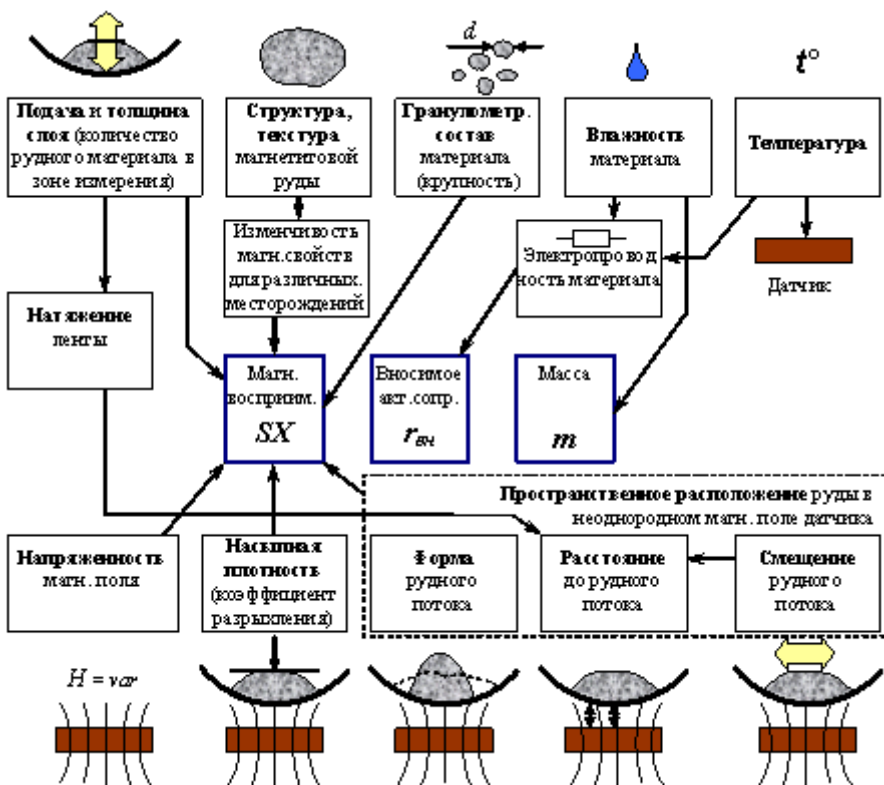 d
t°
Подача и толщина
слоя (количество
рудного материала в
зоне измерения)
Структура,
текстура
магнетитовой
руды
Гранулометр.
состав
материала
(крупность)
Влажность
материала
Температура
Изменчивость
магн.свойств
для различных.
месторождений
Электропровод
ность материала
Датчик
Натяжение
ленты
Магн.
восприим.
SX
Вносимое
акт.сопр.
rвн
Масса
m
Пространственное расположение руды в
неоднородном магн. поле датчика
Напряженность
магн. поля
Насыпная
плотность
(коэффициент
разрыхления)
Форма
рудного
потока
Расстояние
до рудного
потока
Смещение
рудного
потока
H = var